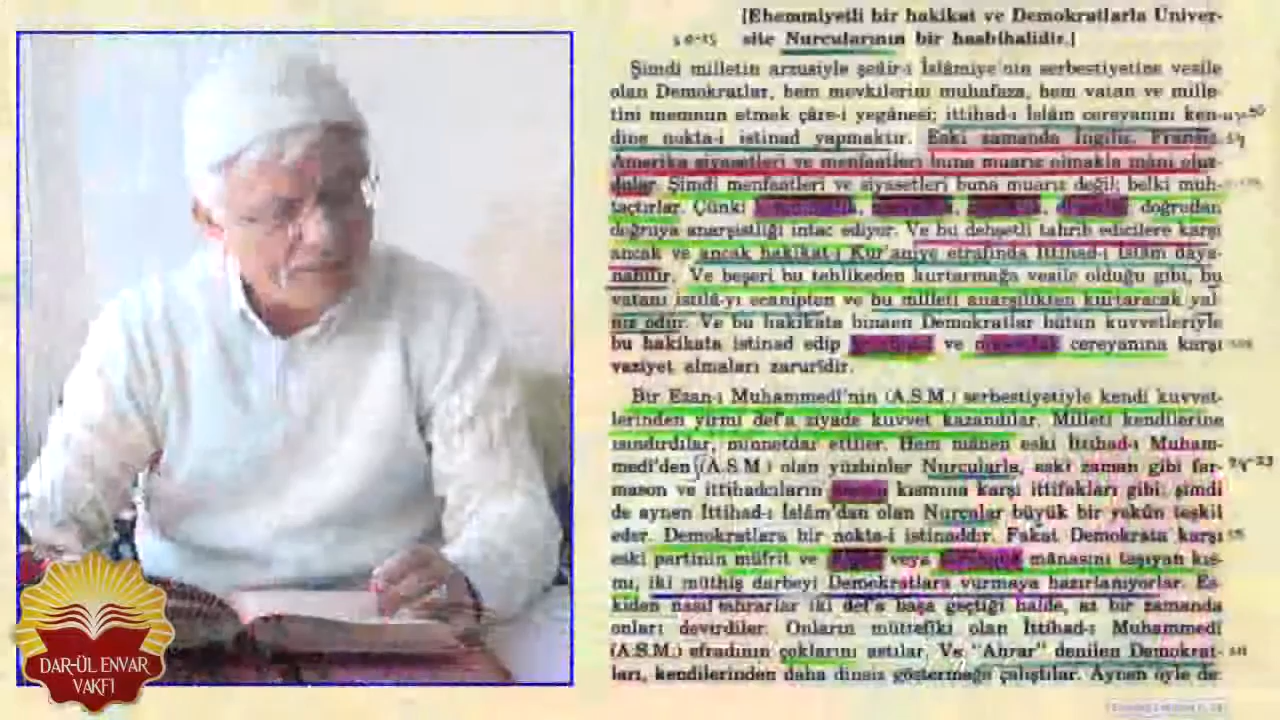 [Ehemmiyetli bir hakikat ve Demokratlarla Üniver-
site Nurcularının bir hasbihalidir.]
Şimdi milletin arzusiyle şeâir-i İslâmiye'nin serbestiyetine vesile
olan Demokratlar, hem mevkilerini muhafaza, hem vatan ve mille-
tini memnun etmek çâre-i yegânesi; ittihad-ı İslâm cereyanını ken-
dine nokta-i istinad yapmaktır. Eski zamanda İngiliz, Fransız,
Amerika siyasetleri ve menfaatleri buna muarız olmakla mâni olur-
dular. Şimdi menfaatleri ve siyasetleri buna muarız değil; belki muh-
taçtırlar. Çünki doğrudan
doğruya anarşistliği intac ediyor. Ve bu dehşetli tahrib edicilere karşı
ancak ve ancak hakikat-ı Kur'aniye etrafında İttihad-ı İslâm daya-
nabilir. Ve beşeri bu tehlikeden kurtarmağa vesile olduğu gibi, bu
vatanı istilâ-yı ecanipten ve bu milleti anarşilikten kurtaracak yal-
nız odur. Ve bu hakikata binaen Demokratlar bütün kuvvetleriyle
bu hakikata istinad edip ve cereyanına karşı
vaziyet almaları zarurîdir.
Bir Ezan-ı Muhammedî'nin (A.S.M.) serbestiyetiyle kendi kuvvet-
lerinden yirmi def'a ziyade kuvvet kazandılar. Milleti kendilerine
ısındırdılar, minnetdar ettiler. Hem mânen eski İttihad-ı Muham-
medî'den (A.S.M.) olan yüzbinler Nurcularla, eski zaman gibi far-
mason ve ittihadcıların kısmına karşı ittifakları gibi; şimdi
de aynen İttihad-ı İslâm'dan olan Nurcular büyük bir yekûn teşkil
eder. Demokratlara bir nokta-i istinaddır. Fakat Demokrata karşı
eski partinin müfrit ve veya mânasını taşıyan kıs-
mı, iki müthiş darbeyi Demokratlara vurmaya hazırlanıyorlar. Es-
kiden nasıl ahrarlar iki def'a başa geçtiği halde, az bir zamanda
onları devirdiler. Onların müttefiki olan İttihad-ı Muhammedî
(A.S.M.) efradının çoklarını astılar. Ve "Ahrar" denilen Demokrat-
ları, kendilerinden daha dinsiz göstermeğe çalıştılar. Aynen öyle de
DAR-ÜL ENVAR
VAKFI